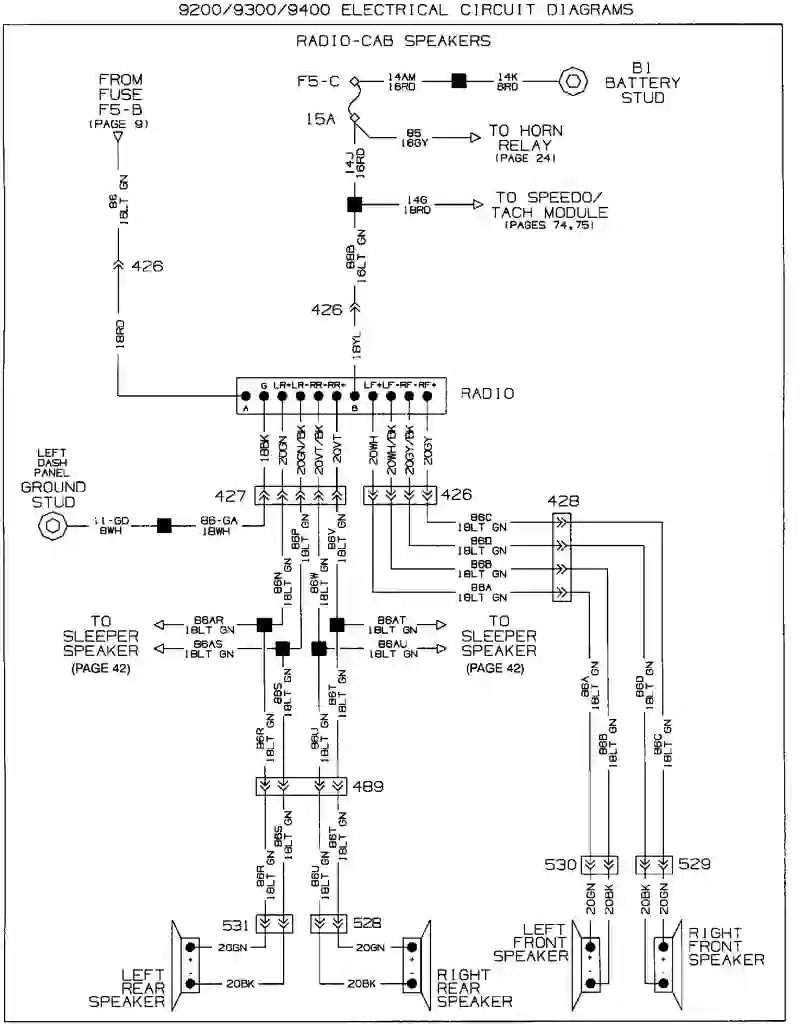 9200/9300/9400 ELECTRICAL CIRCUIT DIAGRAMS
RADIO-CAB SPEAKERS
FROM
FUSE
F5-B
(PAGE 9)
F5-C
14AM
16RD
14K
6RD
B1
BATTERY
STUD
15A
85
16GY
TO HORN
RELAY
(PAGE 24)
14J
16RD
14G
18RD
TO SPEEDO/
TACH MODULE
(PAGES 74,75)
86
16LT GN
88B
16LT GN
426
426
18RD
18YL
A
G
LR+
LR-
RR-
RR+
B
LF+
LF-
RF-
RF+
RADIO
18BK
20GN
20GN/BK
20VT/BK
20VT
20WH
20WH/BK
20GY/BK
20GY
LEFT
DASH
PANEL
GROUND
STUD
427
426
428
11-GD
8WH
86-GA
18WH
86P
18LT GN
86V
18LT GN
86N
18LT GN
86W
18LT GN
86C
18LT GN
86D
18LT GN
86B
18LT GN
86A
18LT GN
TO
SLEEPER
SPEAKER
(PAGE 42)
86AR
18LT GN
86AS
18LT GN
86AT
18LT GN
86AU
18LT GN
TO
SLEEPER
SPEAKER
(PAGE 42)
86S
18LT GN
86T
18LT GN
86R
18LT GN
86U
18LT GN
86A
18LT GN
86D
18LT GN
86B
18LT GN
86C
18LT GN
489
86S
18LT GN
86T
18LT GN
86R
18LT GN
86U
18LT GN
530
529
20GN
20BK
20BK
20GN
531
528
20GN
+
-
20BK
LEFT
REAR
SPEAKER
20GN
+
-
20BK
RIGHT
REAR
SPEAKER
LEFT
FRONT
SPEAKER
+
-
RIGHT
FRONT
SPEAKER
+
-